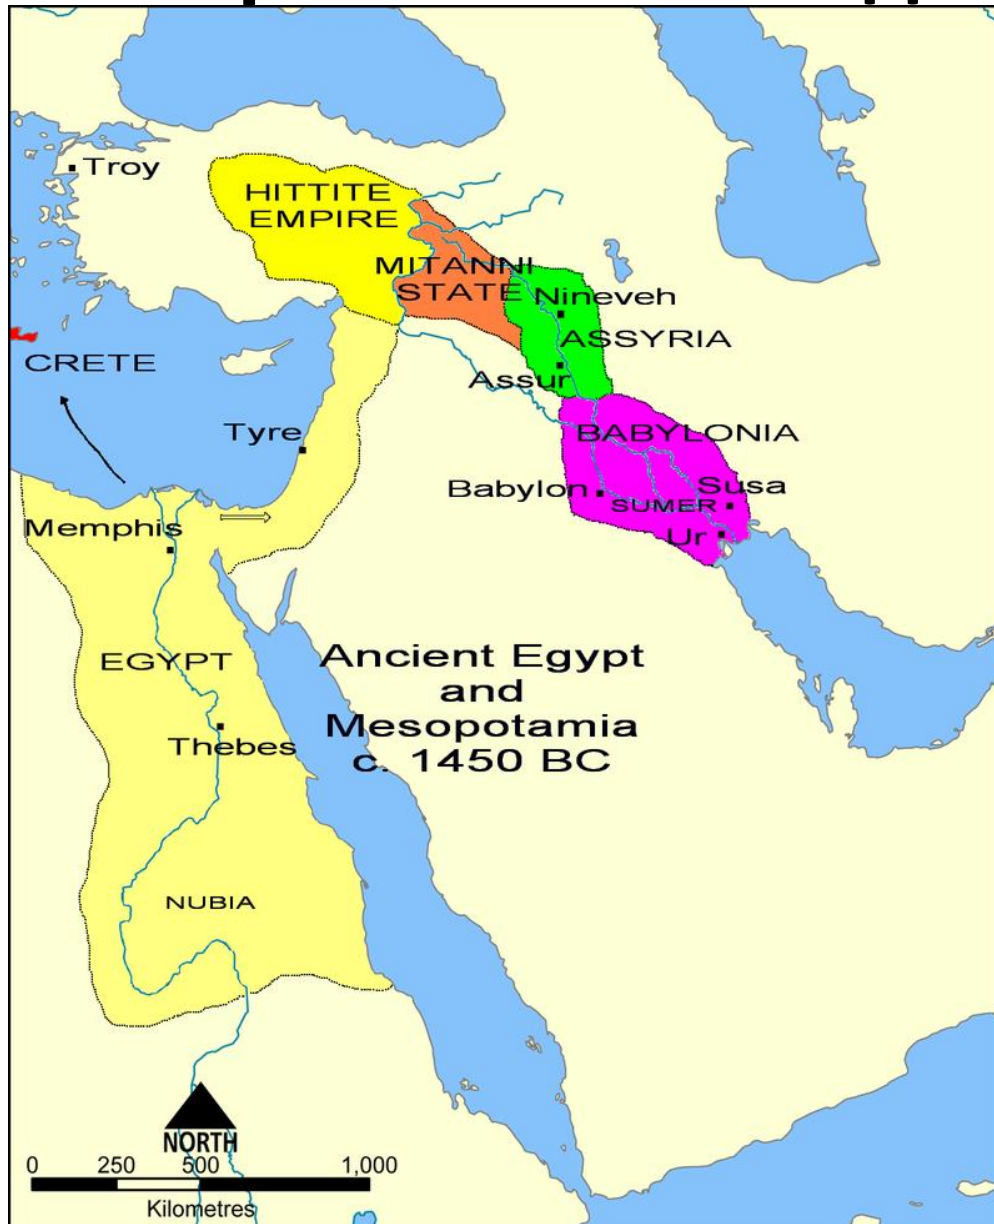 Troy
HITTITE
EMPIRE
MITANNI
STATE
Nineveh
ASSYRIA
Assur
CRETE
Tyre
BABYLONIA
Babylon
Susa
SUMER
Ur
Memphis
EGYPT
Thebes
Ancient Egypt
and
Mesopotamia
c. 1450 BC
NUBIA
NORTH
0 250 500 1,000
Kilometres